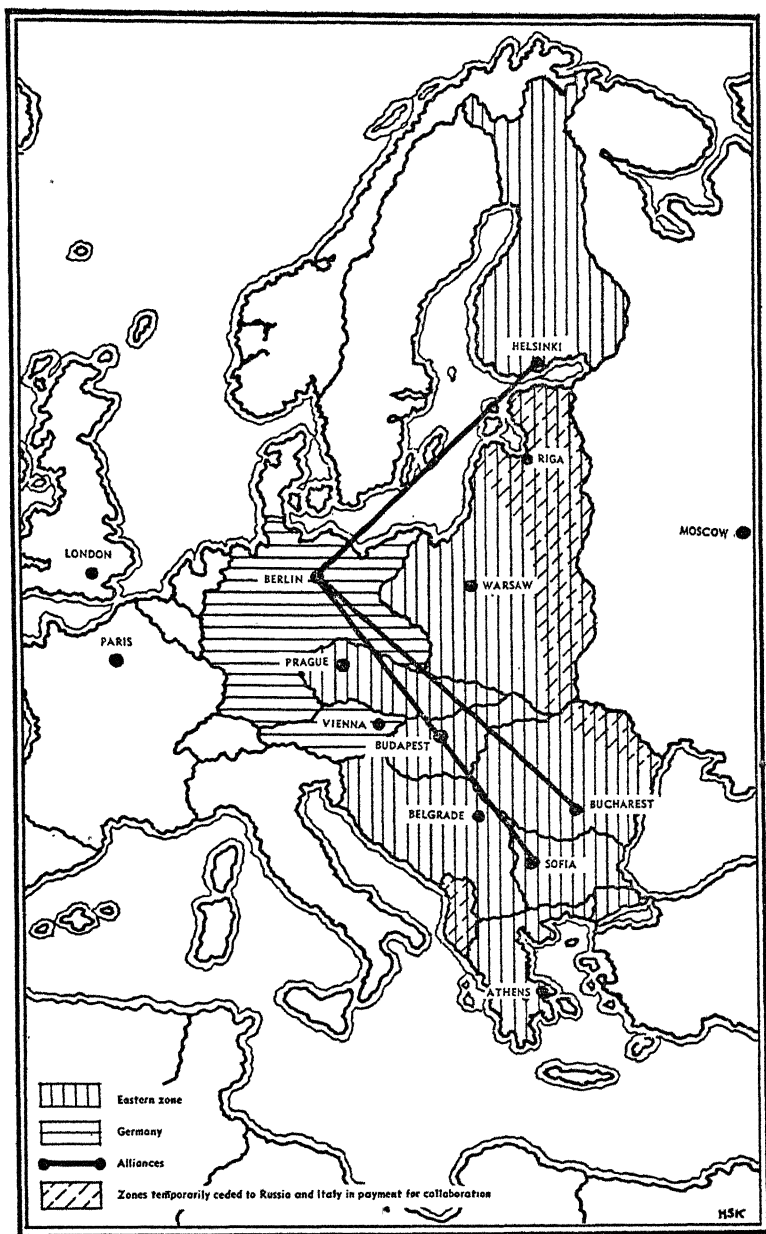 HELSINKI
RIGA
MOSCOW
LONDON
BERLIN
WARSAW
PARIS
PRAGUE
VIENNA
BUDAPEST
BELGRADE
BUCHAREST
SOFIA
ATHENS
Eastern zone
Germany
Alliances
Zones temporarily ceded to Russia and Italy in payment for collaboration
HSK